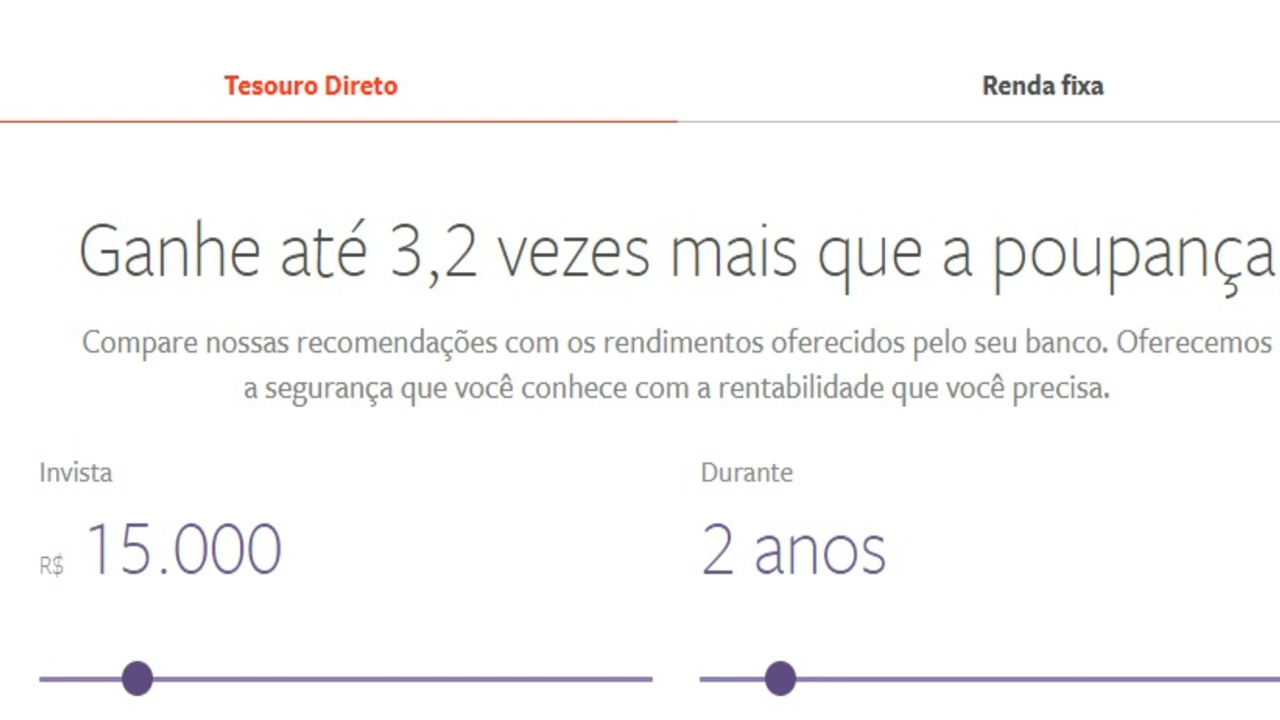 Tesouro Direto
Renda fixa
Ganhe até 3,2 vezes mais que a poupança
Compare nossas recomendações com os rendimentos oferecidos pelo seu banco. Oferecemos
a segurança que você conhece com a rentabilidade que você precisa.
Invista
R$ 15.000
Durante
2 anos